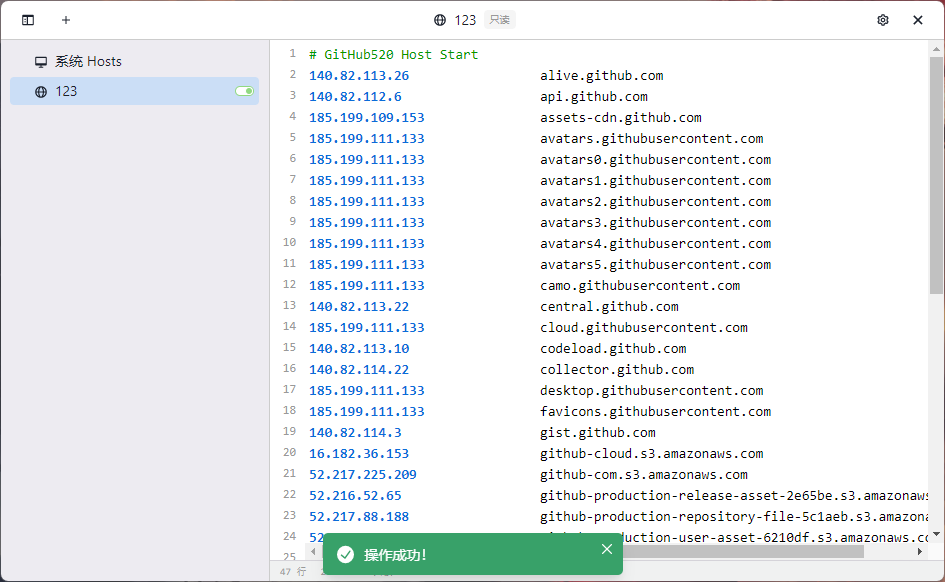 123 只读
系统 Hosts
123
1 # GitHub520 Host Start
2 140.82.113.26 alive.github.com
3 140.82.112.6 api.github.com
4 185.199.109.153 assets-cdn.github.com
5 185.199.111.133 avatars.githubusercontent.com
6 185.199.111.133 avatars0.githubusercontent.com
7 185.199.111.133 avatars1.githubusercontent.com
8 185.199.111.133 avatars2.githubusercontent.com
9 185.199.111.133 avatars3.githubusercontent.com
10 185.199.111.133 avatars4.githubusercontent.com
11 185.199.111.133 avatars5.githubusercontent.com
12 185.199.111.133 camo.githubusercontent.com
13 140.82.113.22 central.github.com
14 185.199.111.133 cloud.githubusercontent.com
15 140.82.113.10 codeload.github.com
16 140.82.114.22 collector.github.com
17 185.199.111.133 desktop.githubusercontent.com
18 185.199.111.133 favicons.githubusercontent.com
19 140.82.114.3 gist.github.com
20 16.182.36.153 github-cloud.s3.amazonaws.com
21 52.217.225.209 github-com.s3.amazonaws.com
22 52.216.52.65 github-production-release-asset-2e65be.s3.amazonaws
23 52.217.88.188 github-production-repository-file-5c1aeb.s3.amazona
24 52. github-production-user-asset-6210df.s3.amazonaws.co
25
操作成功!
47 行